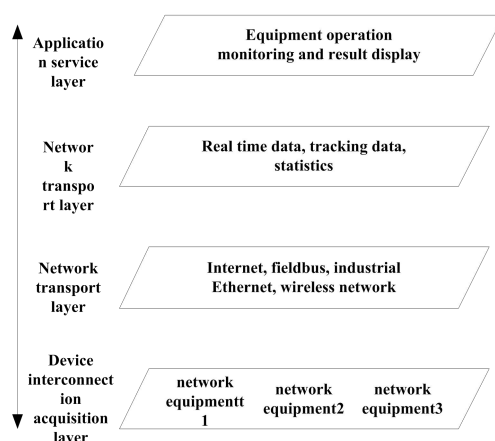 Applicatio
n service
layer
Equipment operation
monitoring and result display
Networ
k
transpo
rt layer
Real time data, tracking data,
statistics
Network
transport
layer
Internet, fieldbus, industrial
Ethernet, wireless network
Device
interconnect
ion
acquisition
layer
network
equipmentt
1
network
equipment2
network
equipment3